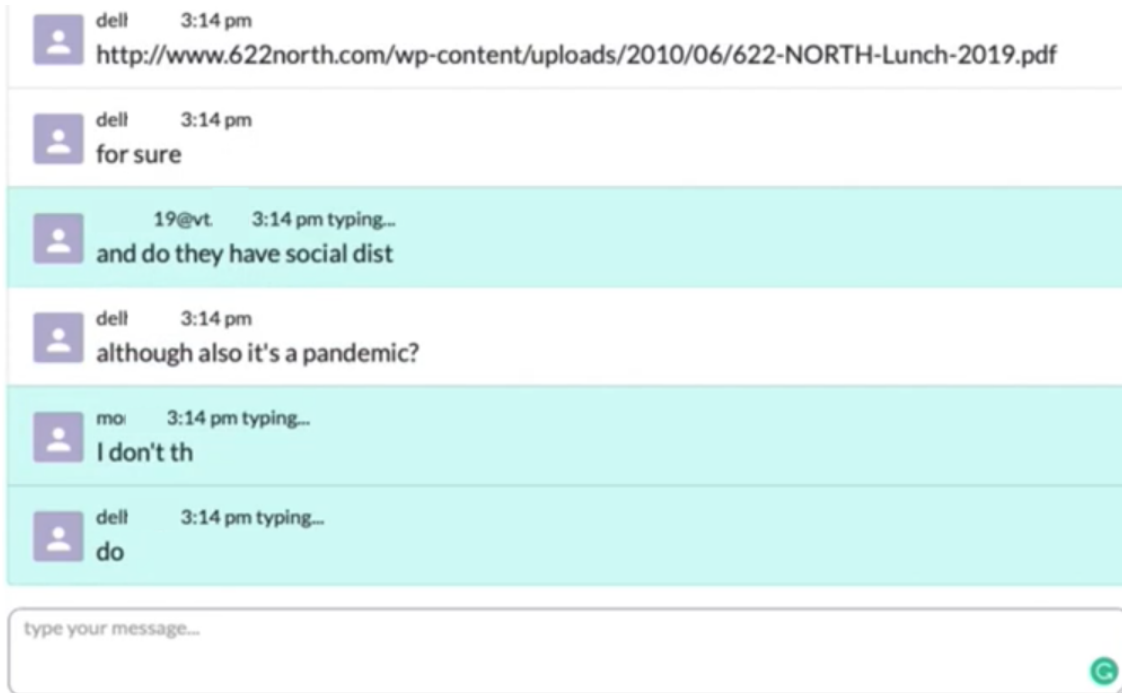 dell 3:14 pm
http://www.622north.com/wp-content/uploads/2010/06/622-NORTH-Lunch-2019.pdf
dell 3:14 pm
for sure
19@vt. 3:14 pm typing...
and do they have social dist
dell 3:14 pm
although also it's a pandemic?
mo 3:14 pm typing...
I don't th
dell 3:14 pm typing...
do
type your message...